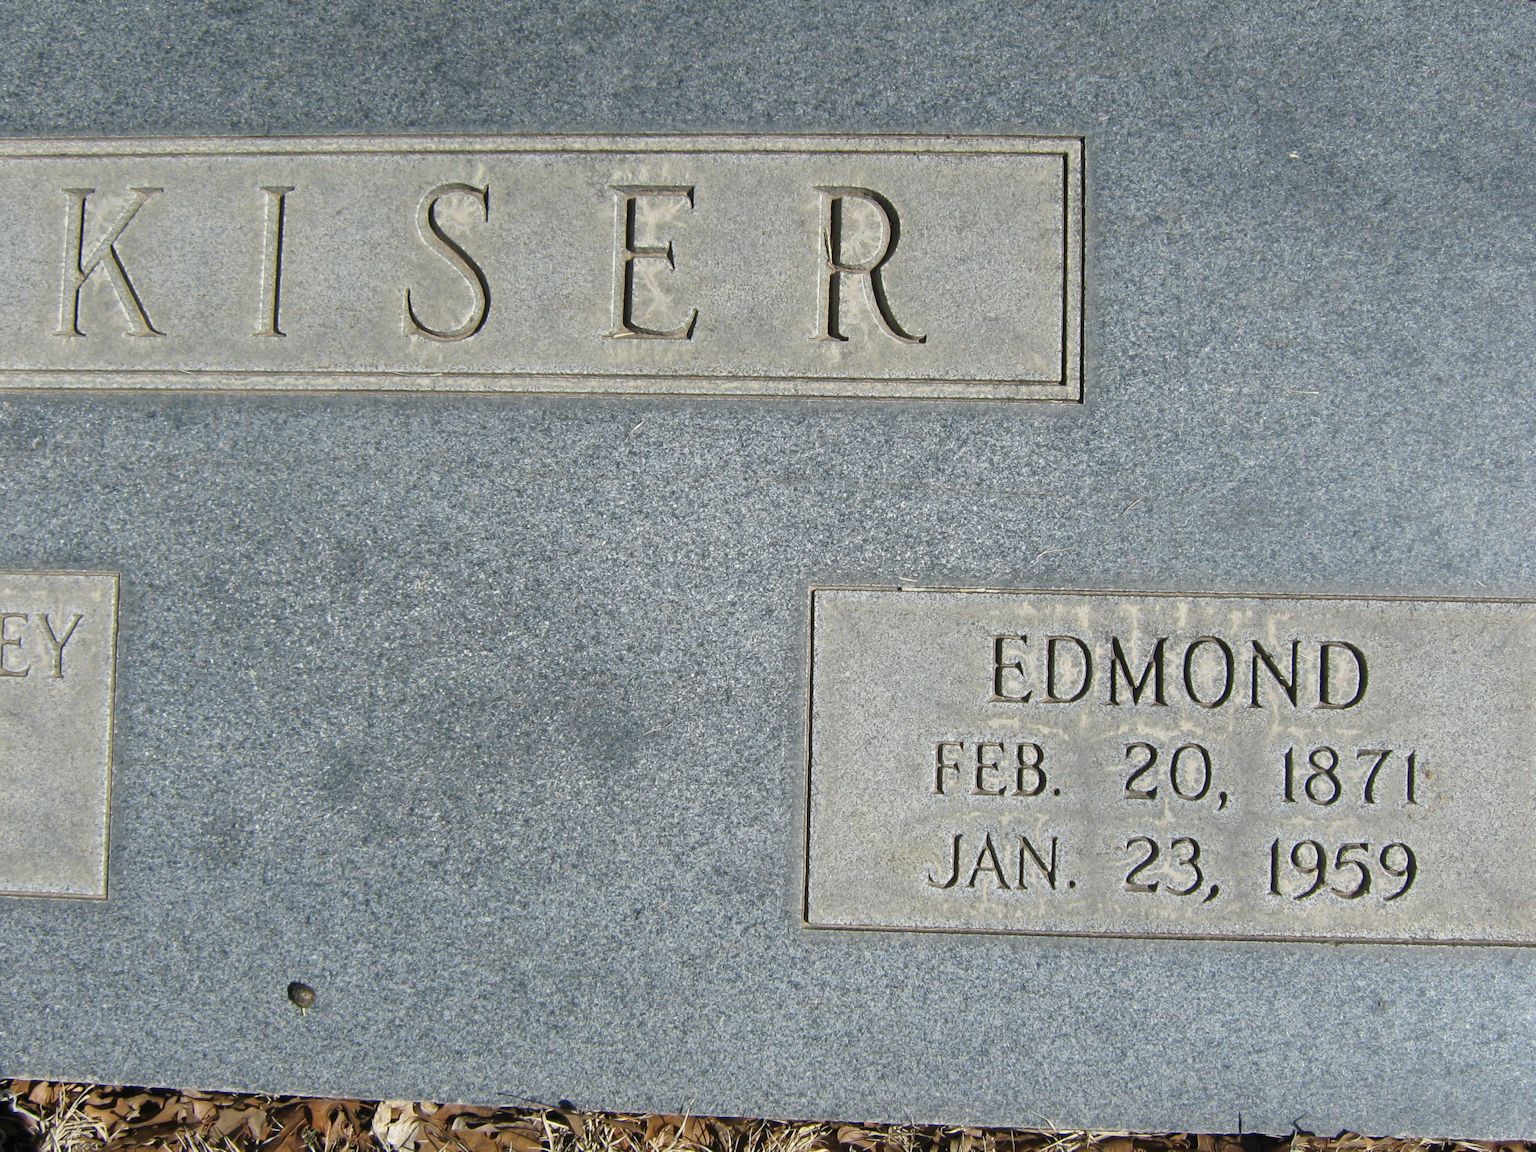 KISER
EY
EDMOND
FEB. 20, 1871
JAN. 23, 1959